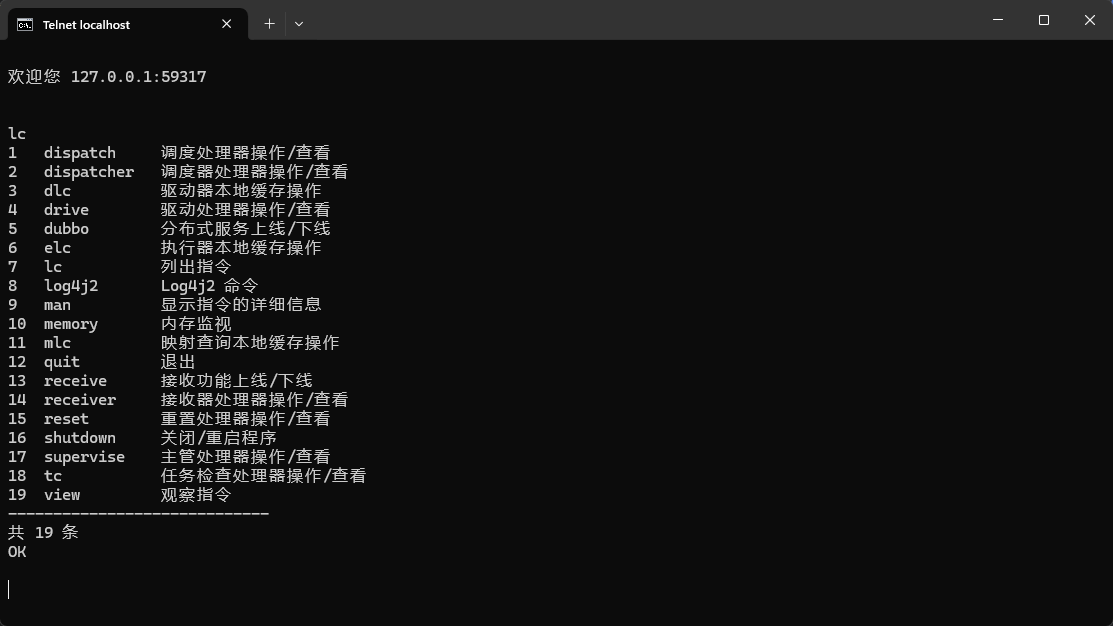 Telnet localhost
欢迎您 127.0.0.1:59317
lc
1 dispatch 调度处理器操作/查看
2 dispatcher 调度器处理器操作/查看
3 dlc 驱动器本地缓存操作
4 drive 驱动处理器操作/查看
5 dubbo 分布式服务上线/下线
6 elc 执行器本地缓存操作
7 lc 列出指令
8 log4j2 Log4j2 命令
9 man 显示指令的详细信息
10 memory 内存监视
11 mlc 映射查询本地缓存操作
12 quit 退出
13 receive 接收功能上线/下线
14 receiver 接收器处理器操作/查看
15 reset 重置处理器操作/查看
16 shutdown 关闭/重启程序
17 supervise 主管处理器操作/查看
18 tc 任务检查处理器操作/查看
19 view 观察指令
-----------------------------
共 19 条
OK